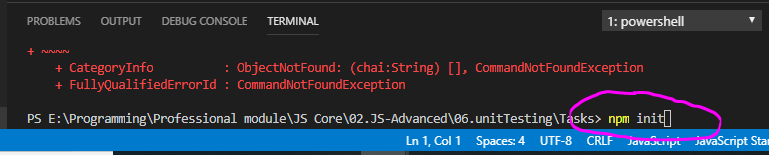 PROBLEMS OUTPUT DEBUG CONSOLE TERMINAL 1: powershell
+ ~~~~
+ CategoryInfo : ObjectNotFound: (chai:String) [], CommandNotFoundException
+ FullyQualifiedErrorId : CommandNotFoundException
PS E:\Programming\Professional module\JS Core\02.JS-Advanced\06.unitTesting\Tasks> npm init
Ln 1, Col 1 Spaces: 4 UTF-8 CRLF JavaScript JavaScript Star